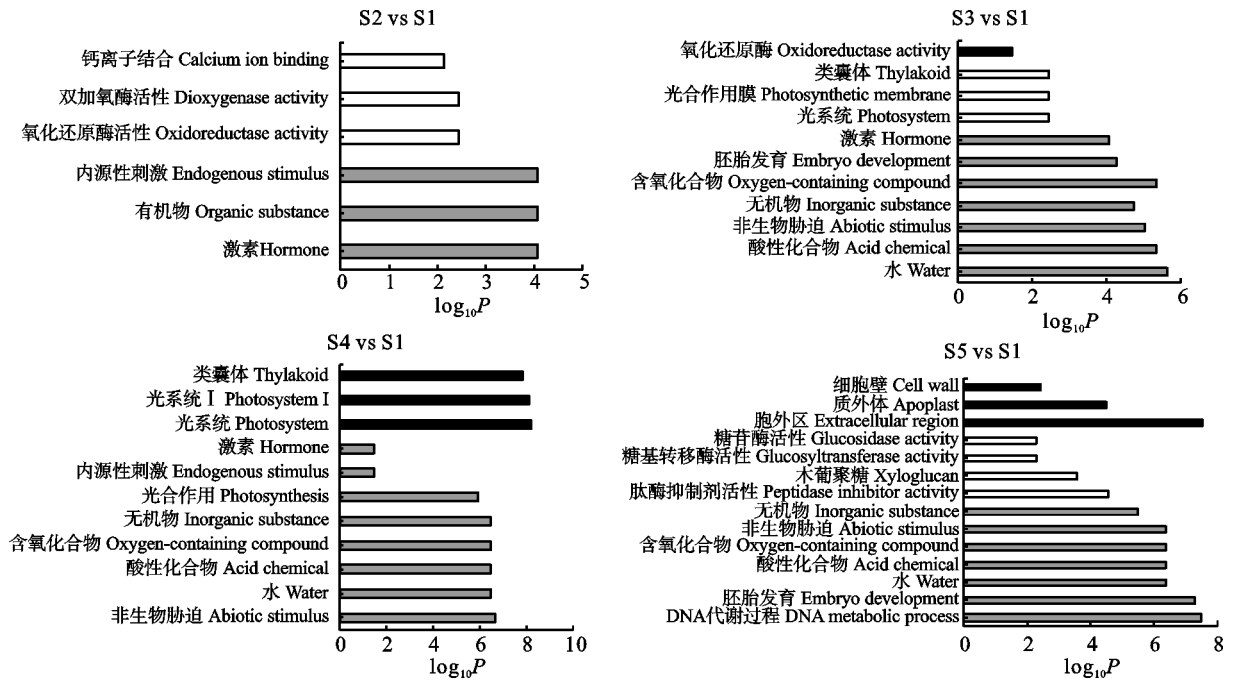 S2 vs S1
钙离子结合 Calcium ion binding
双加氧酶活性 Dioxygenase activity
氧化还原酶活性 Oxidoreductase activity
内源性刺激 Endogenous stimulus
有机物 Organic substance
激素Hormone
0 1 2 3 4 5
log₁₀P
S3 vs S1
氧化还原酶 Oxidoreductase activity
类囊体 Thylakoid
光合作用膜 Photosynthetic membrane
光系统 Photosystem
激素 Hormone
胚胎发育 Embryo development
含氧化合物 Oxygen-containing compound
无机物 Inorganic substance
非生物胁迫 Abiotic stimulus
酸性化合物 Acid chemical
水 Water
0 2 4 6
log₁₀P
S4 vs S1
类囊体 Thylakoid
光系统Ⅰ Photosystem Ⅰ
光系统 Photosystem
激素 Hormone
内源性刺激 Endogenous stimulus
光合作用 Photosynthesis
无机物 Inorganic substance
含氧化合物 Oxygen-containing compound
酸性化合物 Acid chemical
水 Water
非生物胁迫 Abiotic stimulus
0 2 4 6 8 10
log₁₀P
S5 vs S1
细胞壁 Cell wall
质外体 Apoplast
胞外区 Extracellular region
糖苷酶活性 Glucosidase activity
糖基转移酶活性 Glucosyltransferase activity
木葡聚糖 Xyloglucan
肽酶抑制剂活性 Peptidase inhibitor activity
无机物 Inorganic substance
非生物胁迫 Abiotic stimulus
含氧化合物 Oxygen-containing compound
酸性化合物 Acid chemical
水 Water
胚胎发育 Embryo development
DNA代谢过程 DNA metabolic process
0 2 4 6 8
log₁₀P